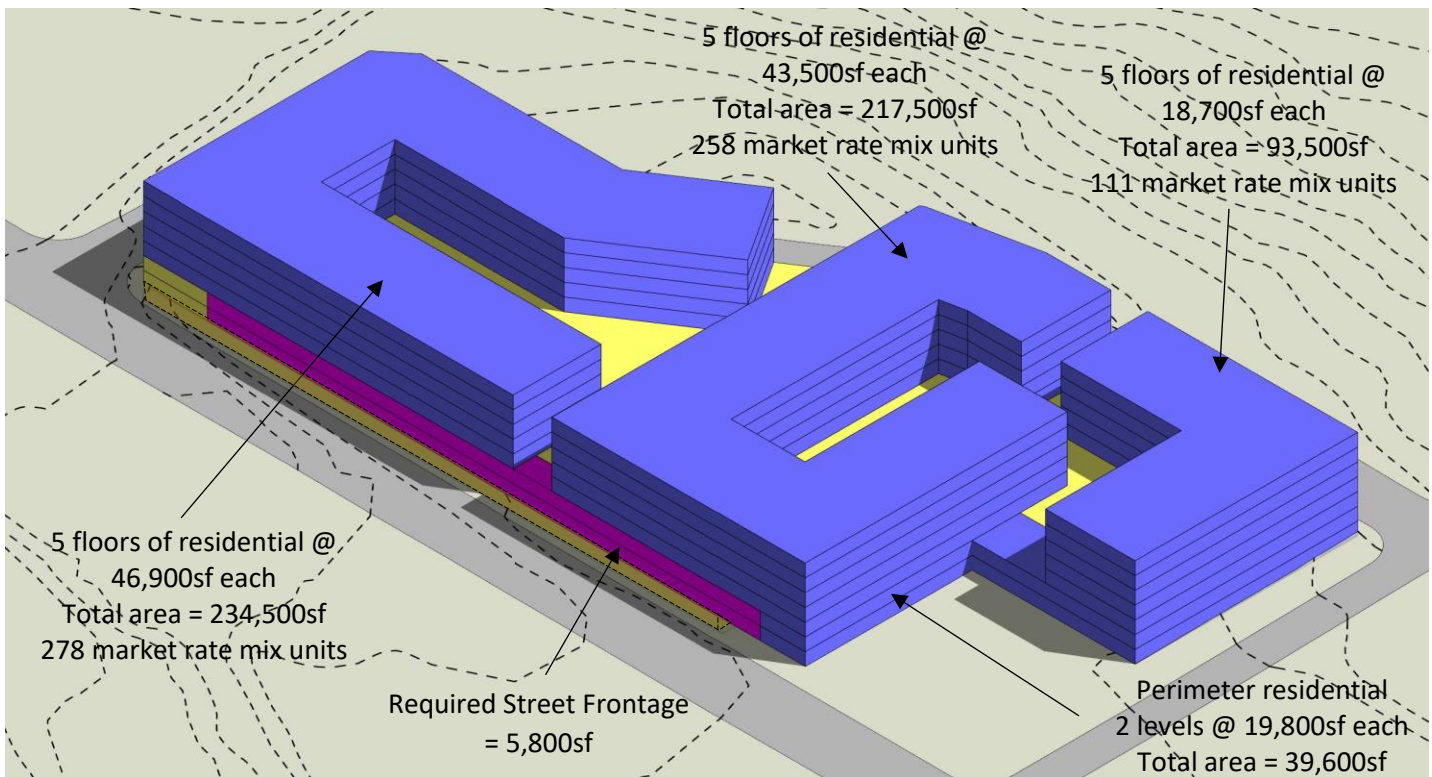 5 floors of residential @
43,500sf each
Total area = 217,500sf
258 market rate mix units
5 floors of residential @
18,700sf each
Total area = 93,500sf
111 market rate mix units
5 floors of residential @
46,900sf each
Total area = 234,500sf
278 market rate mix units
Required Street Frontage
= 5,800sf
Perimeter residential
2 levels @ 19,800sf each
Total area = 39,600sf